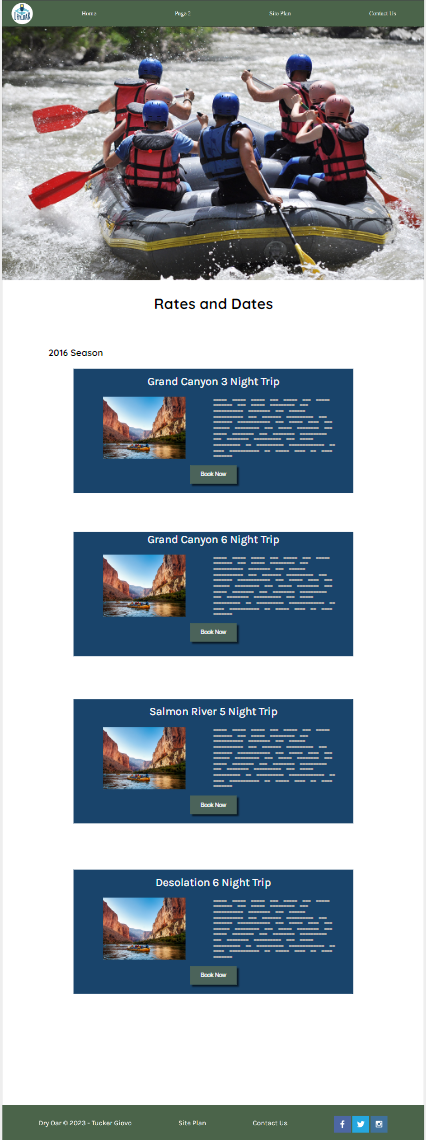 Home Page 2 Site Plan Contact Us
Rates and Dates
2016 Season
Grand Canyon 3 Night Trip
Book Now
Grand Canyon 6 Night Trip
Book Now
Salmon River 5 Night Trip
Book Now
Desolation 6 Night Trip
Book Now
Dry Oar © 2023 - Tucker Giovo Site Plan Contact Us